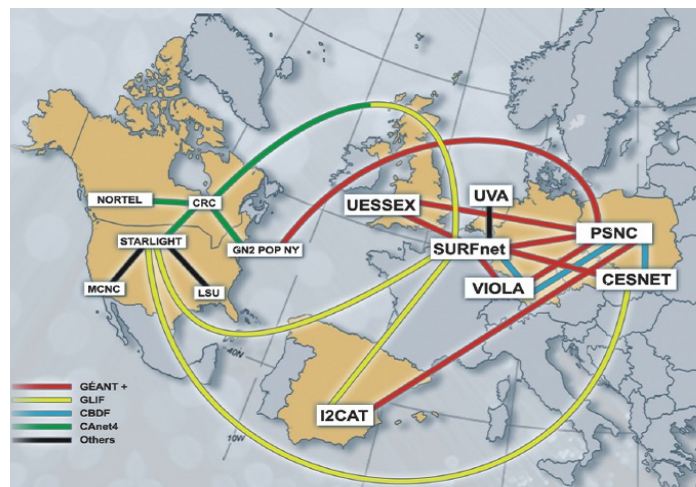 NORTEL
CRC
STARLIGHT
GN2 POP NY
MCNC
LSU
UESSEX
UVA
SURFnet
PSNC
VIOLA
CESNET
I2CAT
40N
10W
GÉANT +
GLIF
CBDF
CAnet4
Others